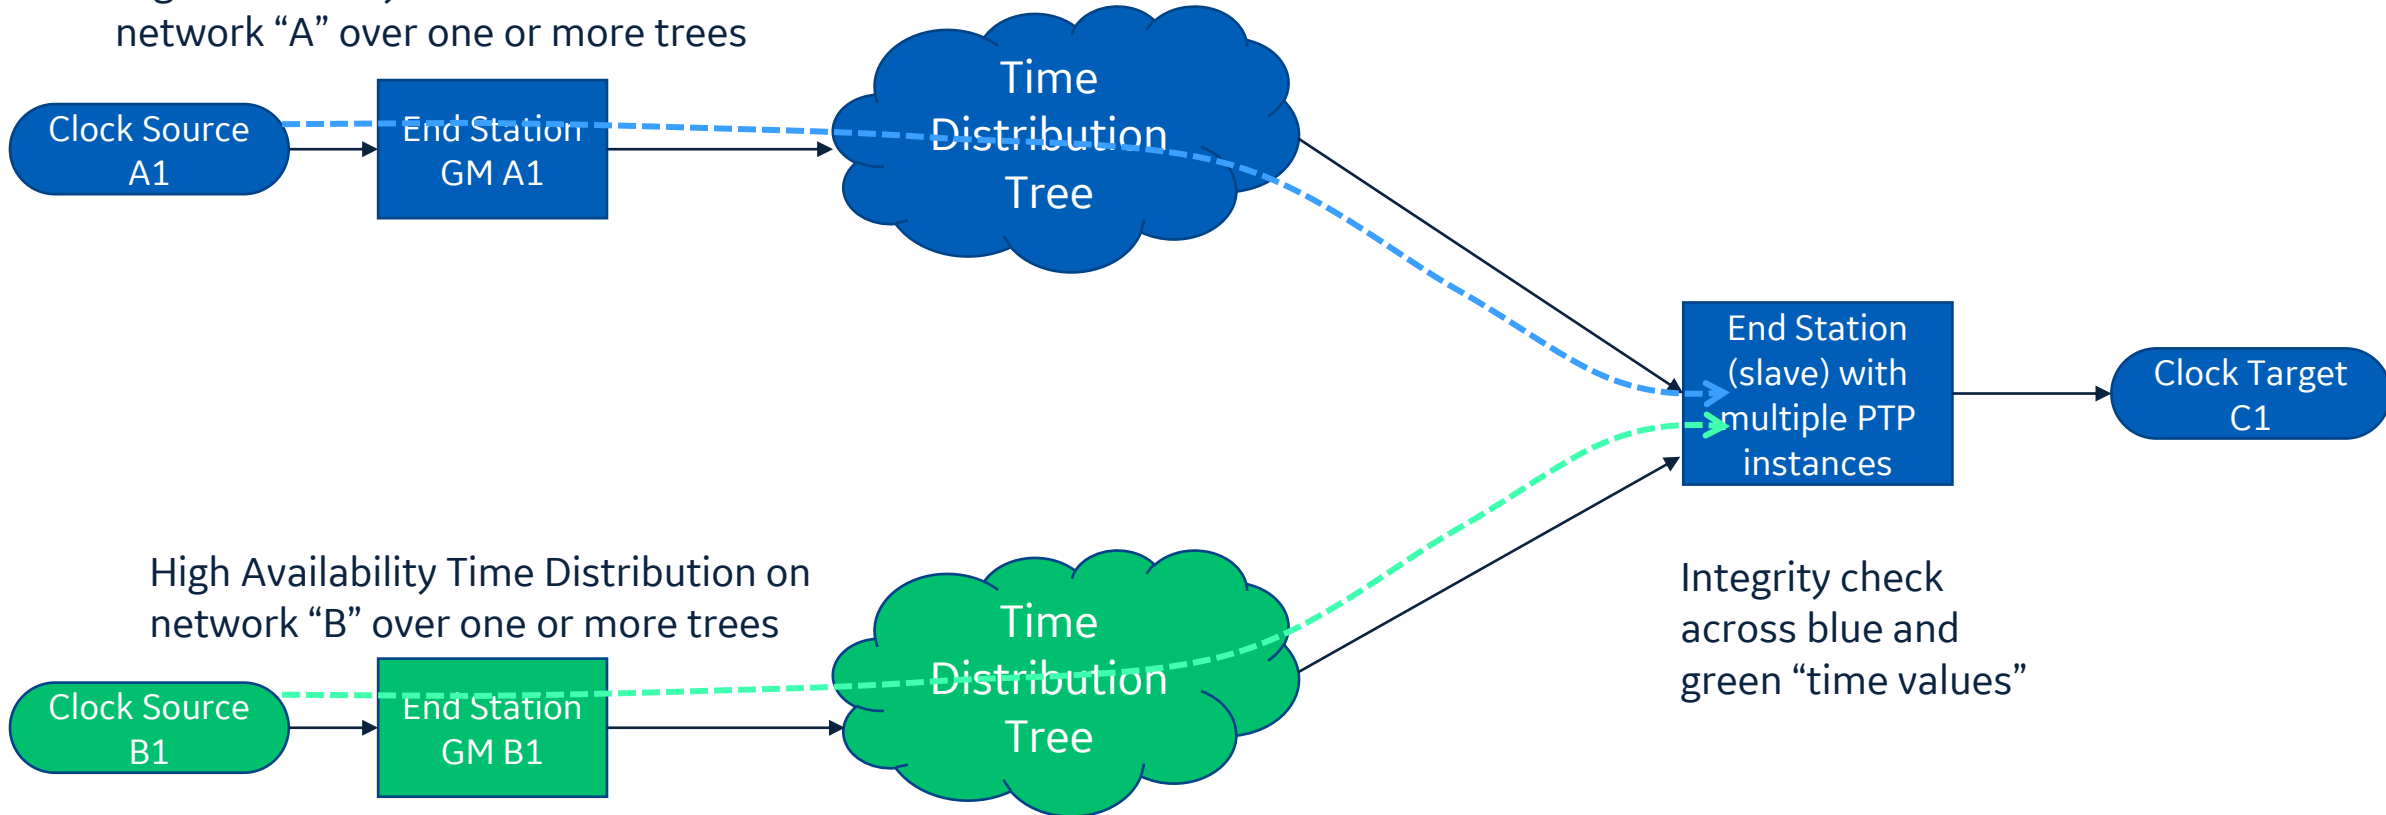 network “A” over one or more trees
Clock Source
A1
End Station
GM A1
Time
Distribution
Tree
End Station
(slave) with
multiple PTP
instances
Clock Target
C1
High Availability Time Distribution on
network “B” over one or more trees
Clock Source
B1
End Station
GM B1
Time
Distribution
Tree
Integrity check
across blue and
green “time values”